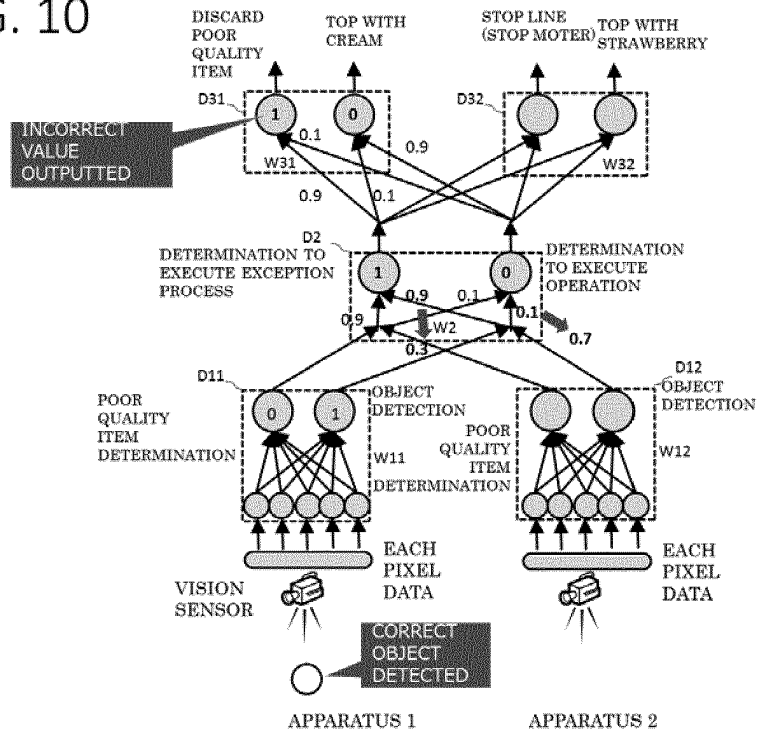 G. 10
DISCARD
POOR
QUALITY
ITEM
TOP WITH
CREAM
STOP LINE
(STOP MOTER)
TOP WITH
STRAWBERRY
D31
1
0
D32
INCORRECT
VALUE
OUTPUTTED
0.1
0.9
W31
W32
0.9
0.1
D2
DETERMINATION TO
EXECUTE EXCEPTION
PROCESS
1
0
DETERMINATION
TO EXECUTE
OPERATION
0.9
0.1
0.9
0.1
W2
0.3
0.7
D11
D12
POOR
QUALITY
ITEM
DETERMINATION
0
1
OBJECT
DETECTION
OBJECT
DETECTION
POOR
QUALITY
ITEM
DETERMINATION
W11
W12
VISION
SENSOR
EACH
PIXEL
DATA
EACH
PIXEL
DATA
CORRECT
OBJECT
DETECTED
APPARATUS 1
APPARATUS 2